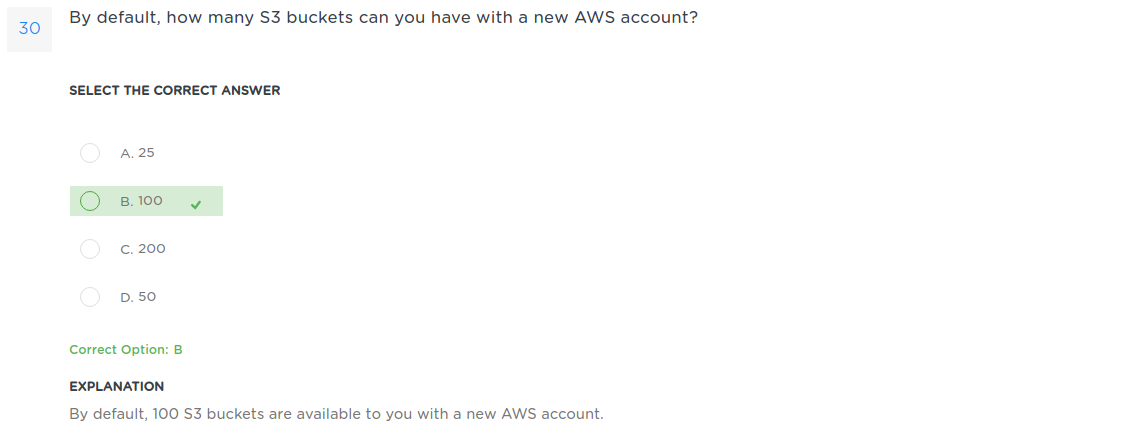 30
By default, how many S3 buckets can you have with a new AWS account?
SELECT THE CORRECT ANSWER
A. 25
B. 100
C. 200
D. 50
Correct Option: B
EXPLANATION
By default, 100 S3 buckets are available to you with a new AWS account.